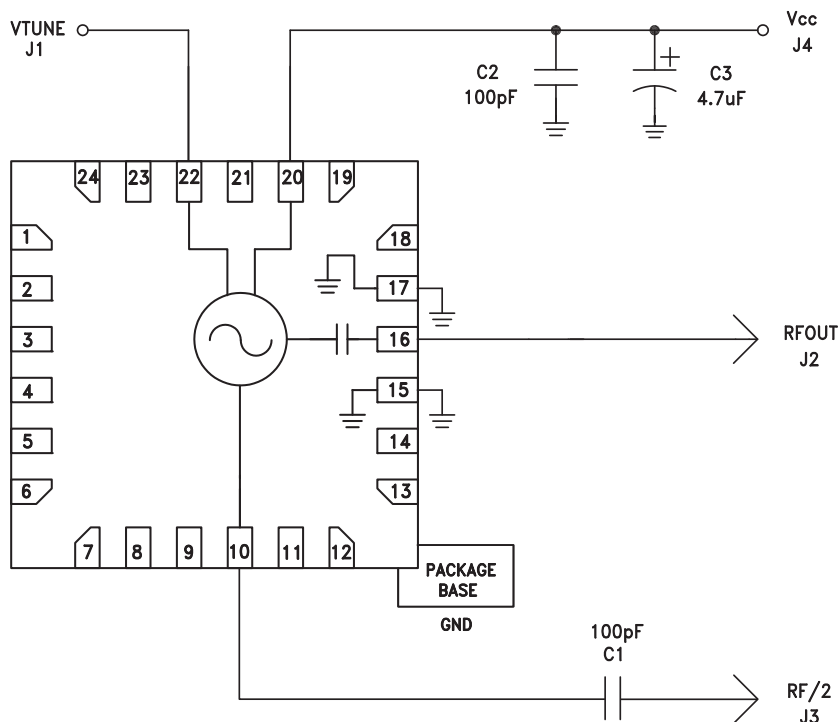 VTUNE
J1
Vcc
J4
C2
100pF
C3
4.7uF
+
24 23 22 21 20 19
1
2
3
4
5
6
18
17
16
15
14
13
RFOUT
J2
7 8 9 10 11 12
PACKAGE
BASE
GND
100pF
C1
RF/2
J3